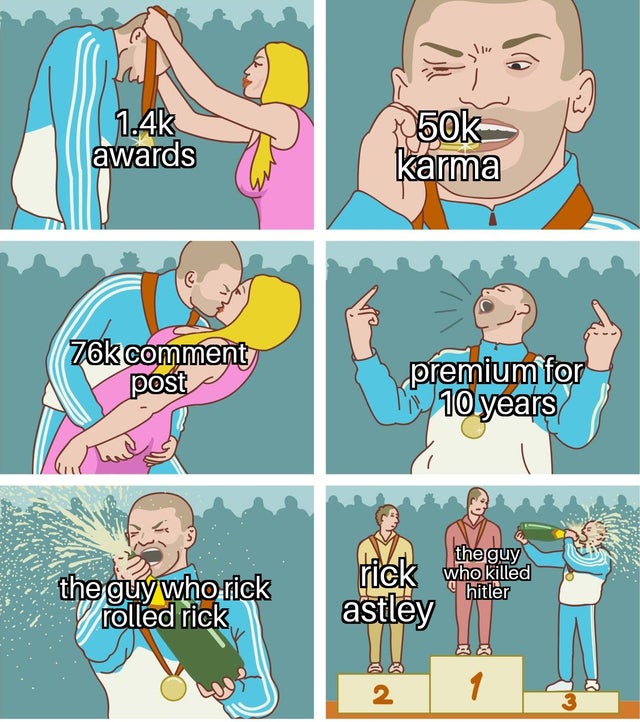 1.4k
awards
50k
karma
76k comment
post
premium for
10 years
the guy who rick
rolled rick
rick
astley
the guy
who killed
hitler
2
1
3